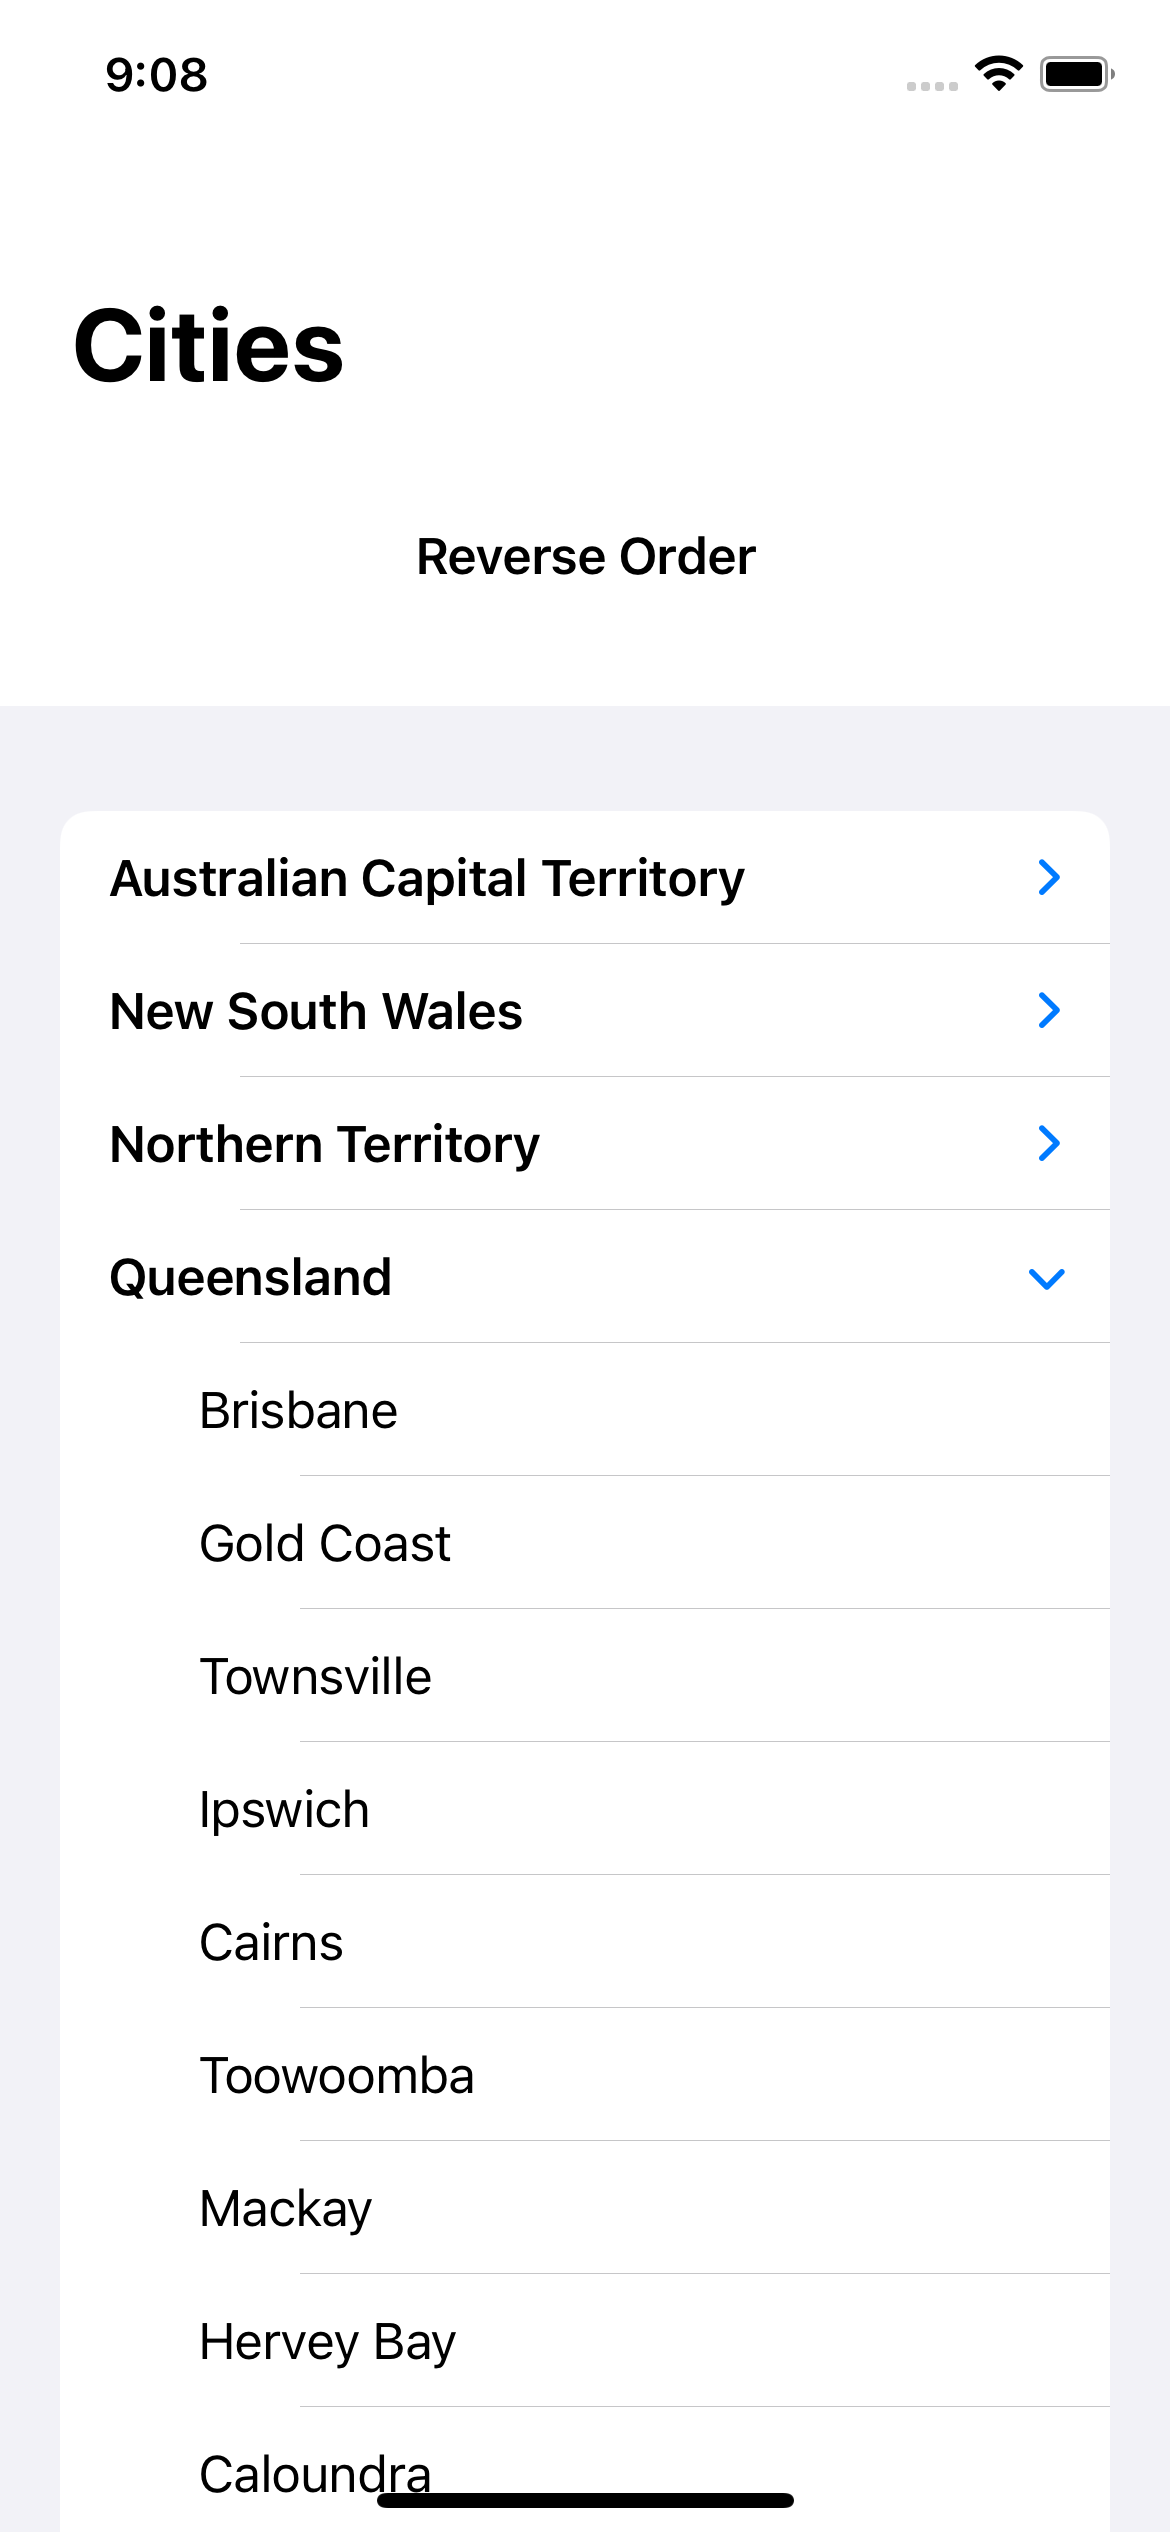 9:08
Cities
Reverse Order
Australian Capital Territory
New South Wales
Northern Territory
Queensland
Brisbane
Gold Coast
Townsville
Ipswich
Cairns
Toowoomba
Mackay
Hervey Bay
Caloundra